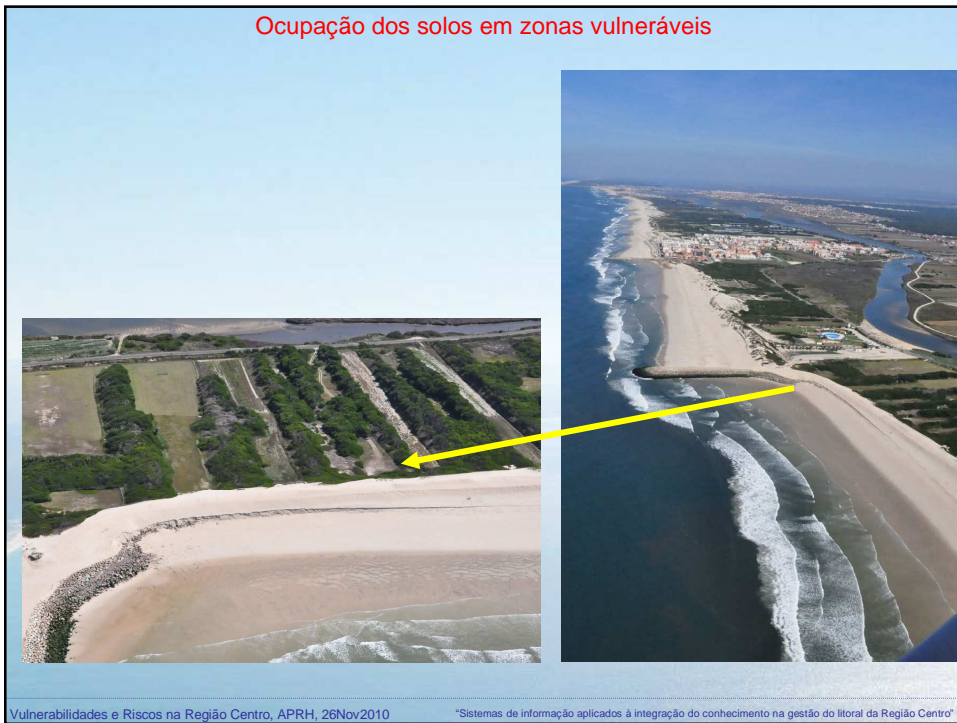 Ocupação dos solos em zonas vulneráveis
Vulnerabilidades e Riscos na Região Centro, APRH, 26Nov2010
“Sistemas de informação aplicados à integração do conhecimento na gestão do litoral da Região Centro”